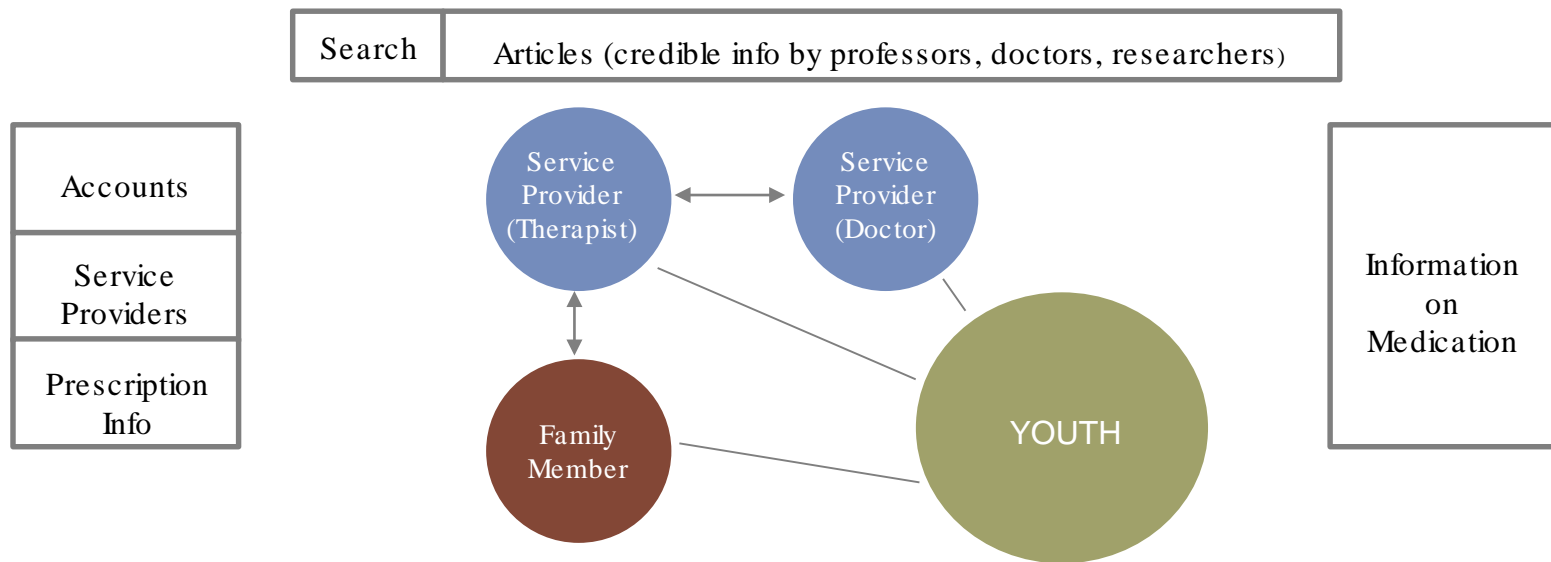 Search
Articles (credible info by professors, doctors, researchers)
Accounts
Service
Providers
Prescription
Info
Service
Provider
(Therapist)
Service
Provider
(Doctor)
Family
Member
YOUTH
Information
on
Medication